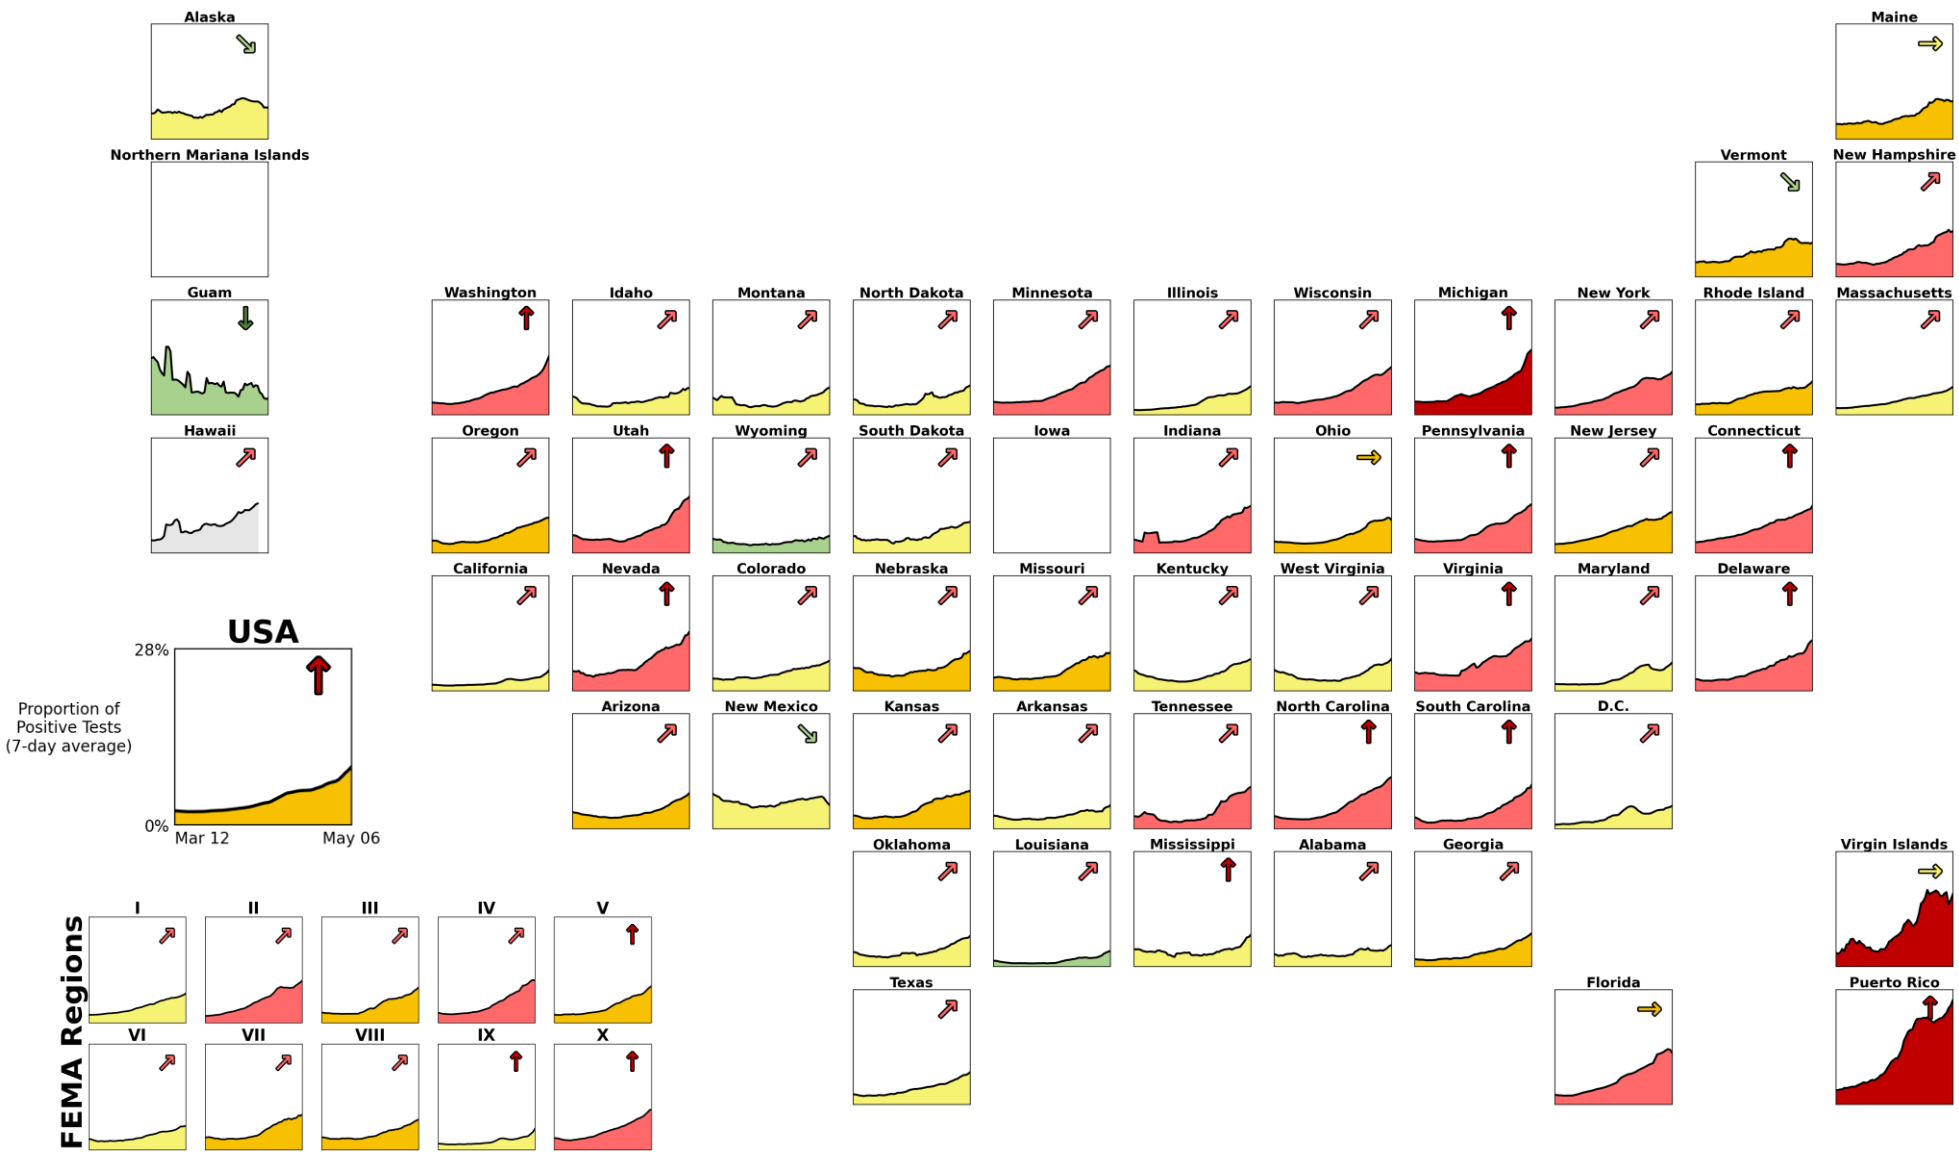 Alaska
Maine
Northern Mariana Islands
Vermont
New Hampshire
Guam
Washington
Idaho
Montana
North Dakota
Minnesota
Illinois
Wisconsin
Michigan
New York
Rhode Island
Massachusetts
Hawaii
Oregon
Utah
Wyoming
South Dakota
Iowa
Indiana
Ohio
Pennsylvania
New Jersey
Connecticut
California
Nevada
Colorado
Nebraska
Missouri
Kentucky
West Virginia
Virginia
Maryland
Delaware
USA
28%
Proportion of
Positive Tests
(7-day average)
0%
Mar 12
May 06
Arizona
New Mexico
Kansas
Arkansas
Tennessee
North Carolina
South Carolina
D.C.
Oklahoma
Louisiana
Mississippi
Alabama
Georgia
Virgin Islands
Texas
Florida
Puerto Rico
FEMA Regions
I
II
III
IV
V
VI
VII
VIII
IX
X